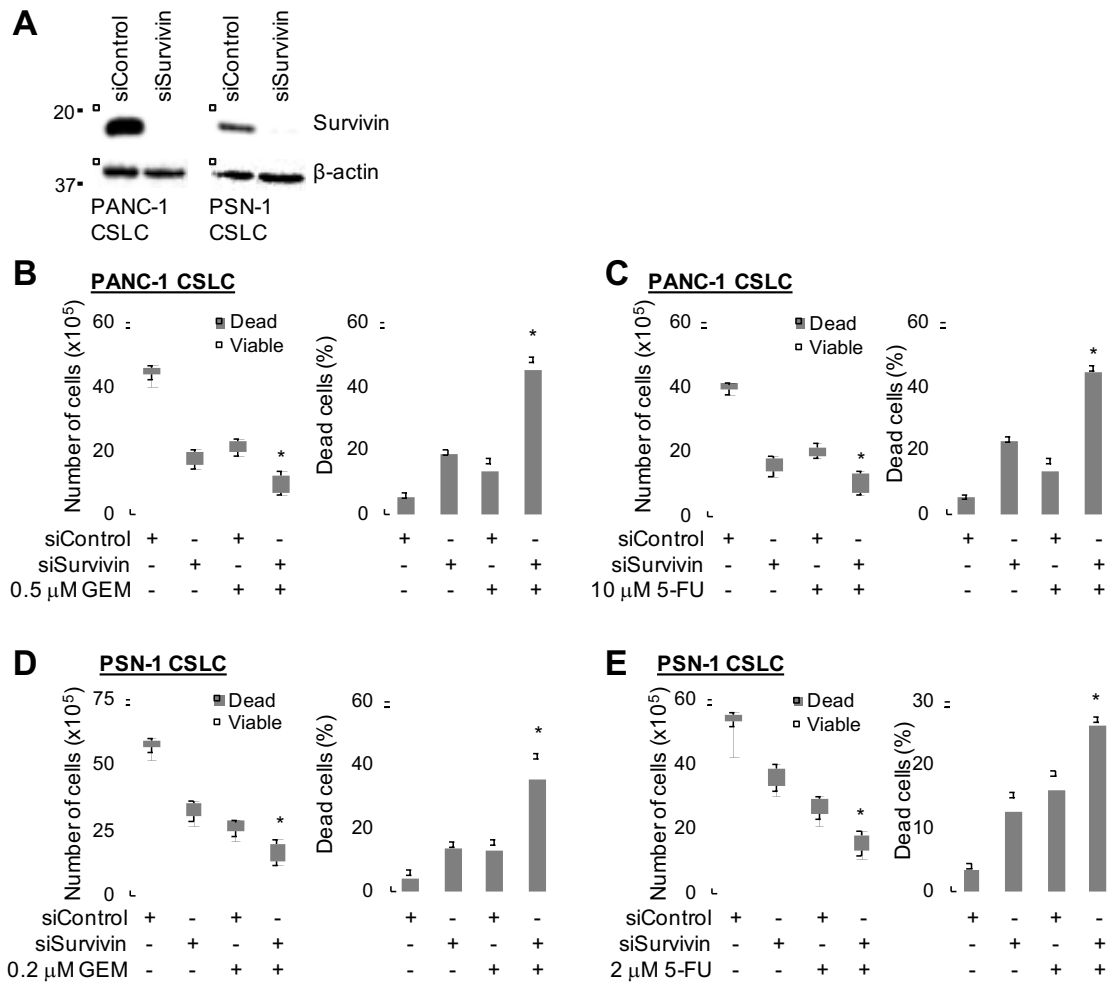 A
siControl
siSurvivin
siControl
siSurvivin
20
Survivin
37
β-actin
PANC-1
CSLC
PSN-1
CSLC
B
PANC-1 CSLC
Number of cells (x10⁵)
60
40
20
0
Dead
Viable
*
Dead cells (%)
60
40
20
0
*
siControl + - + - + - + -
siSurvivin - + - + - + - +
0.5 μM GEM - - + + - - + +
C
PANC-1 CSLC
Number of cells (x10⁵)
60
40
20
0
Dead
Viable
*
Dead cells (%)
60
40
20
0
*
siControl + - + - + - + -
siSurvivin - + - + - + - +
10 μM 5-FU - - + + - - + +
D
PSN-1 CSLC
Number of cells (x10⁵)
75
50
25
0
Dead
Viable
*
Dead cells (%)
60
40
20
0
*
siControl + - + - + - + -
siSurvivin - + - + - + - +
0.2 μM GEM - - + + - - + +
E
PSN-1 CSLC
Number of cells (x10⁵)
60
40
20
0
Dead
Viable
*
Dead cells (%)
30
20
10
0
*
siControl + - + - + - + -
siSurvivin - + - + - + - +
2 μM 5-FU - - + + - - + +